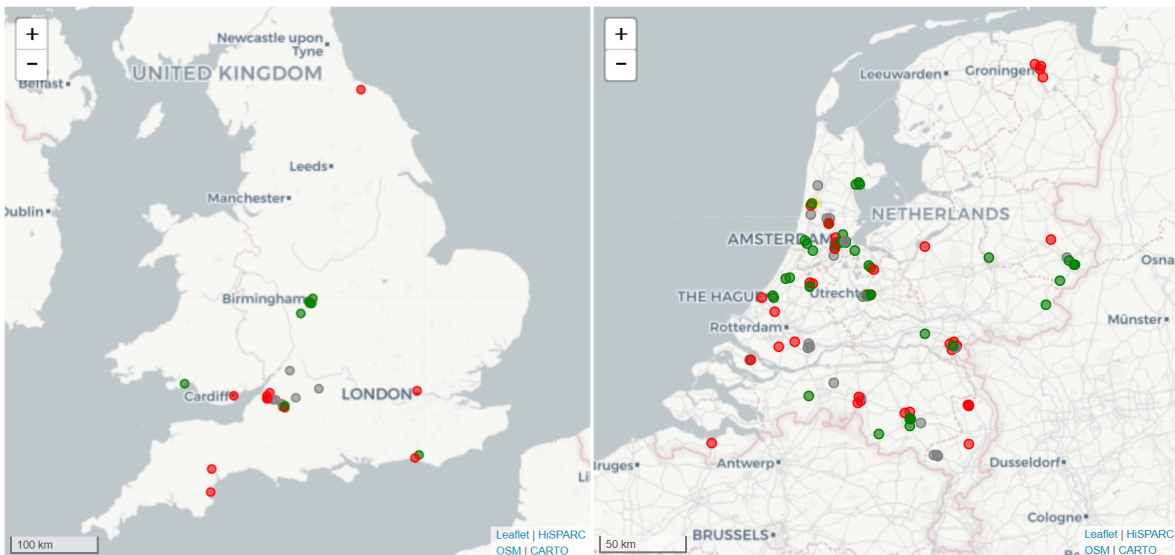 +
−
Newcastle upon
Tyne
UNITED KINGDOM
Belfast
Leeds
Manchester
Dublin
Birmingham
Cardiff
LONDON
100 km
Leaflet | HiSPARC
OSM | CARTO
+
−
Leeuwarden
Groningen
NETHERLANDS
AMSTERDAM
THE HAGUE
Utrecht
Rotterdam
Münster
Bruges
Antwerp
Dusseldorf
BRUSSELS
Cologne
50 km
Leaflet | HiSPARC
OSM | CARTO